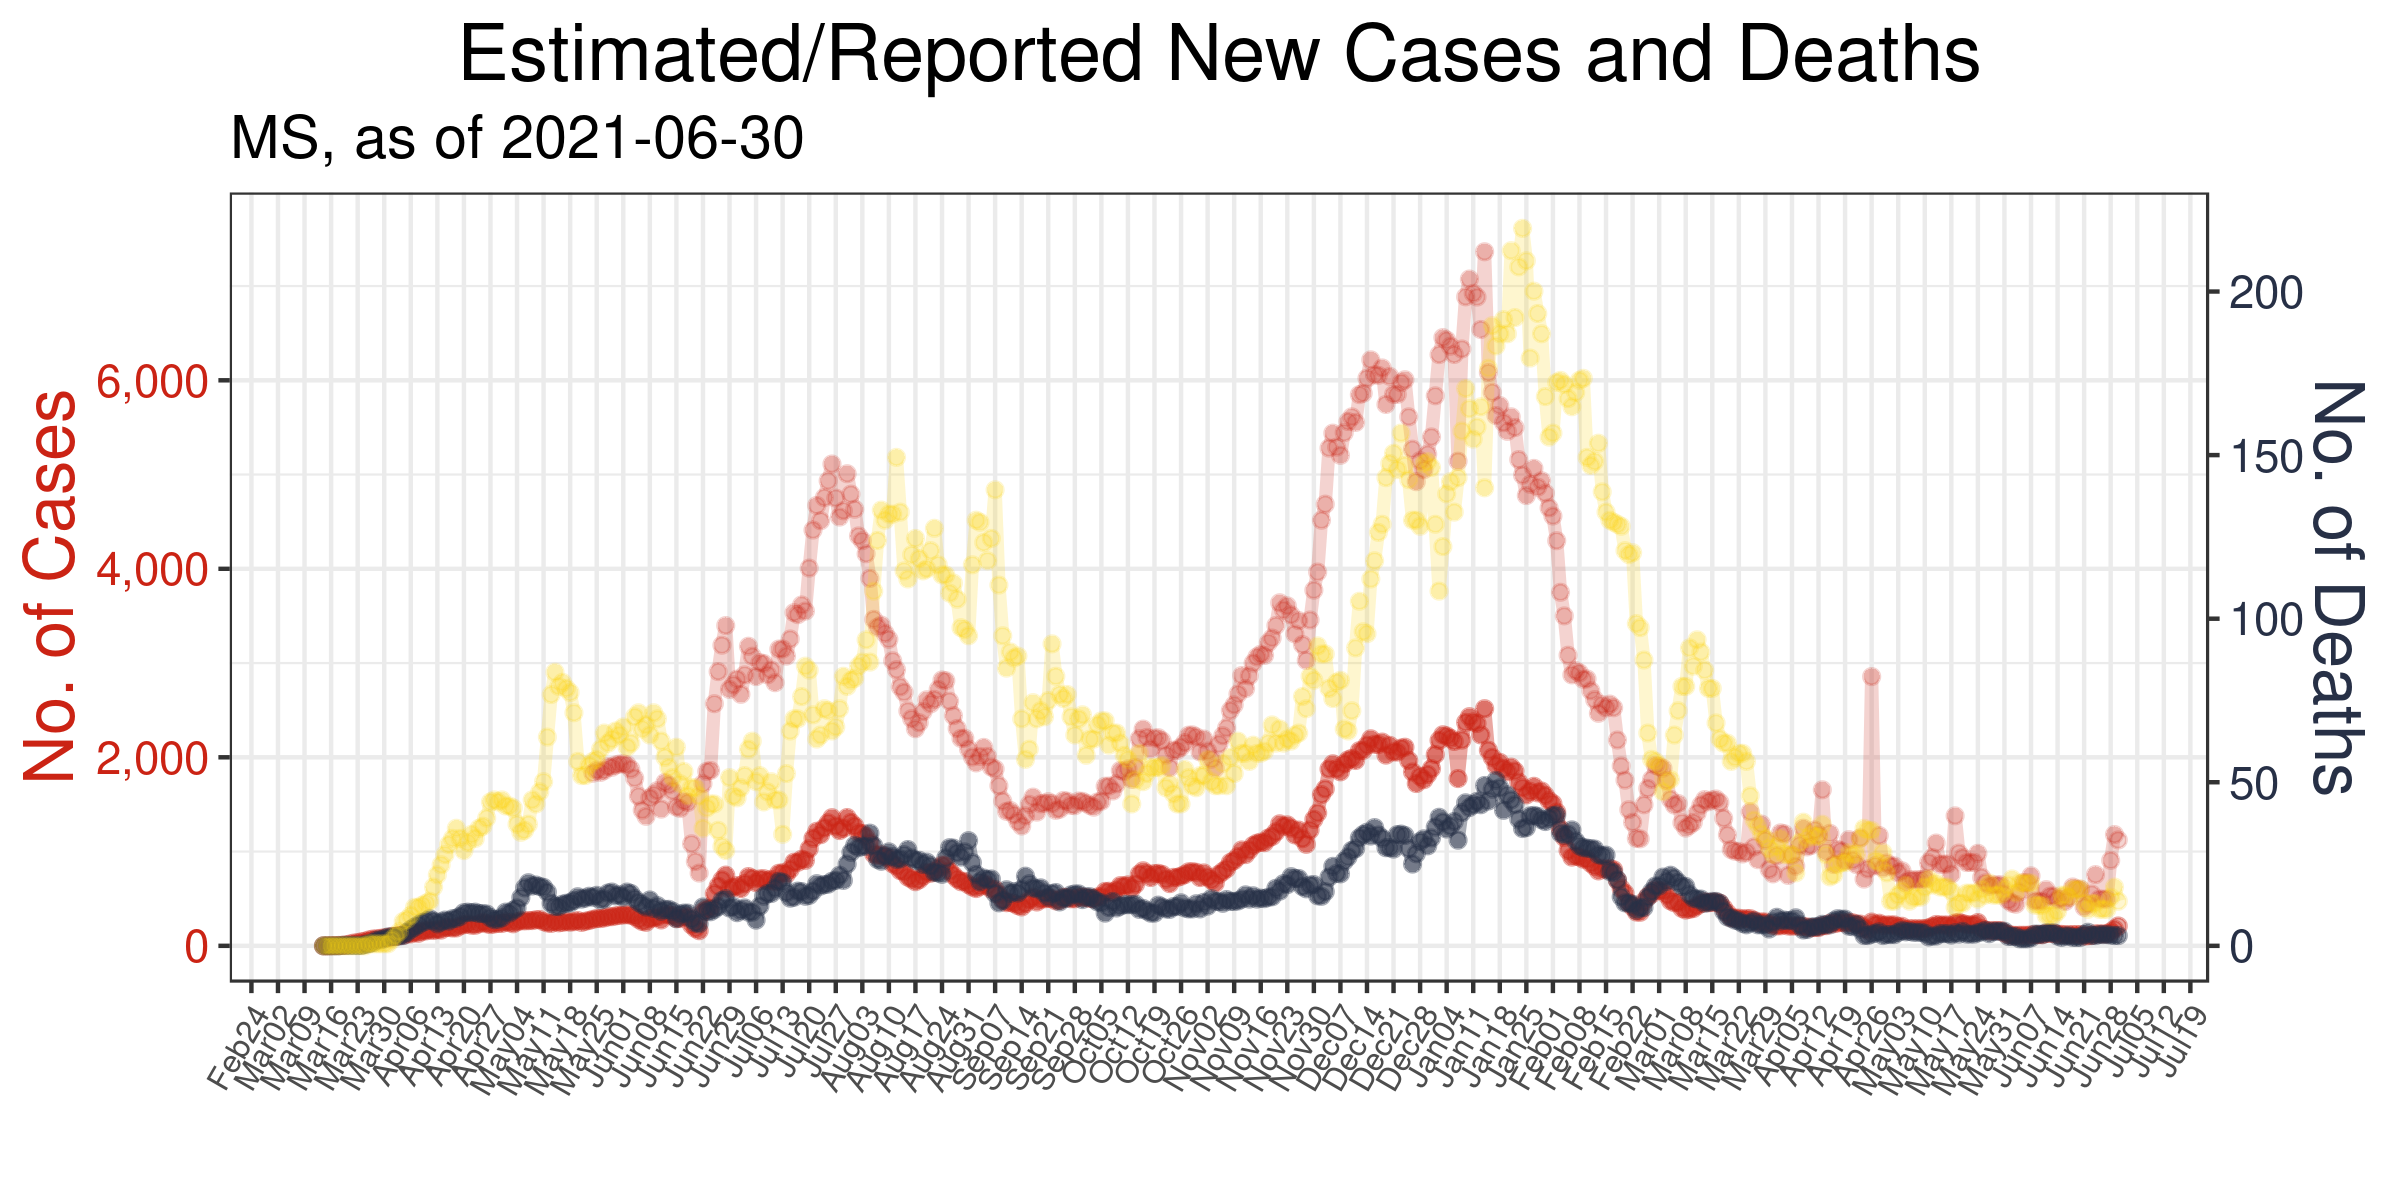 Estimated/Reported New Cases and Deaths
MS, as of 2021-06-30
No. of Cases
6,000
4,000
2,000
0
200
150
100
50
0
No. of Deaths
Feb24
Mar02
Mar09
Mar16
Mar23
Mar30
Apr06
Apr13
Apr20
Apr27
May04
May11
May18
May25
Jun01
Jun08
Jun15
Jun22
Jun29
Jul06
Jul13
Jul20
Jul27
Aug03
Aug10
Aug17
Aug24
Aug31
Sep07
Sep14
Sep21
Sep28
Oct05
Oct12
Oct19
Oct26
Nov02
Nov09
Nov16
Nov23
Nov30
Dec07
Dec14
Dec21
Dec28
Jan04
Jan11
Jan18
Jan25
Feb01
Feb08
Feb15
Feb22
Mar01
Mar08
Mar15
Mar22
Mar29
Apr05
Apr12
Apr19
Apr26
May03
May10
May17
May24
May31
Jun07
Jun14
Jun21
Jun28
Jul05
Jul12
Jul19